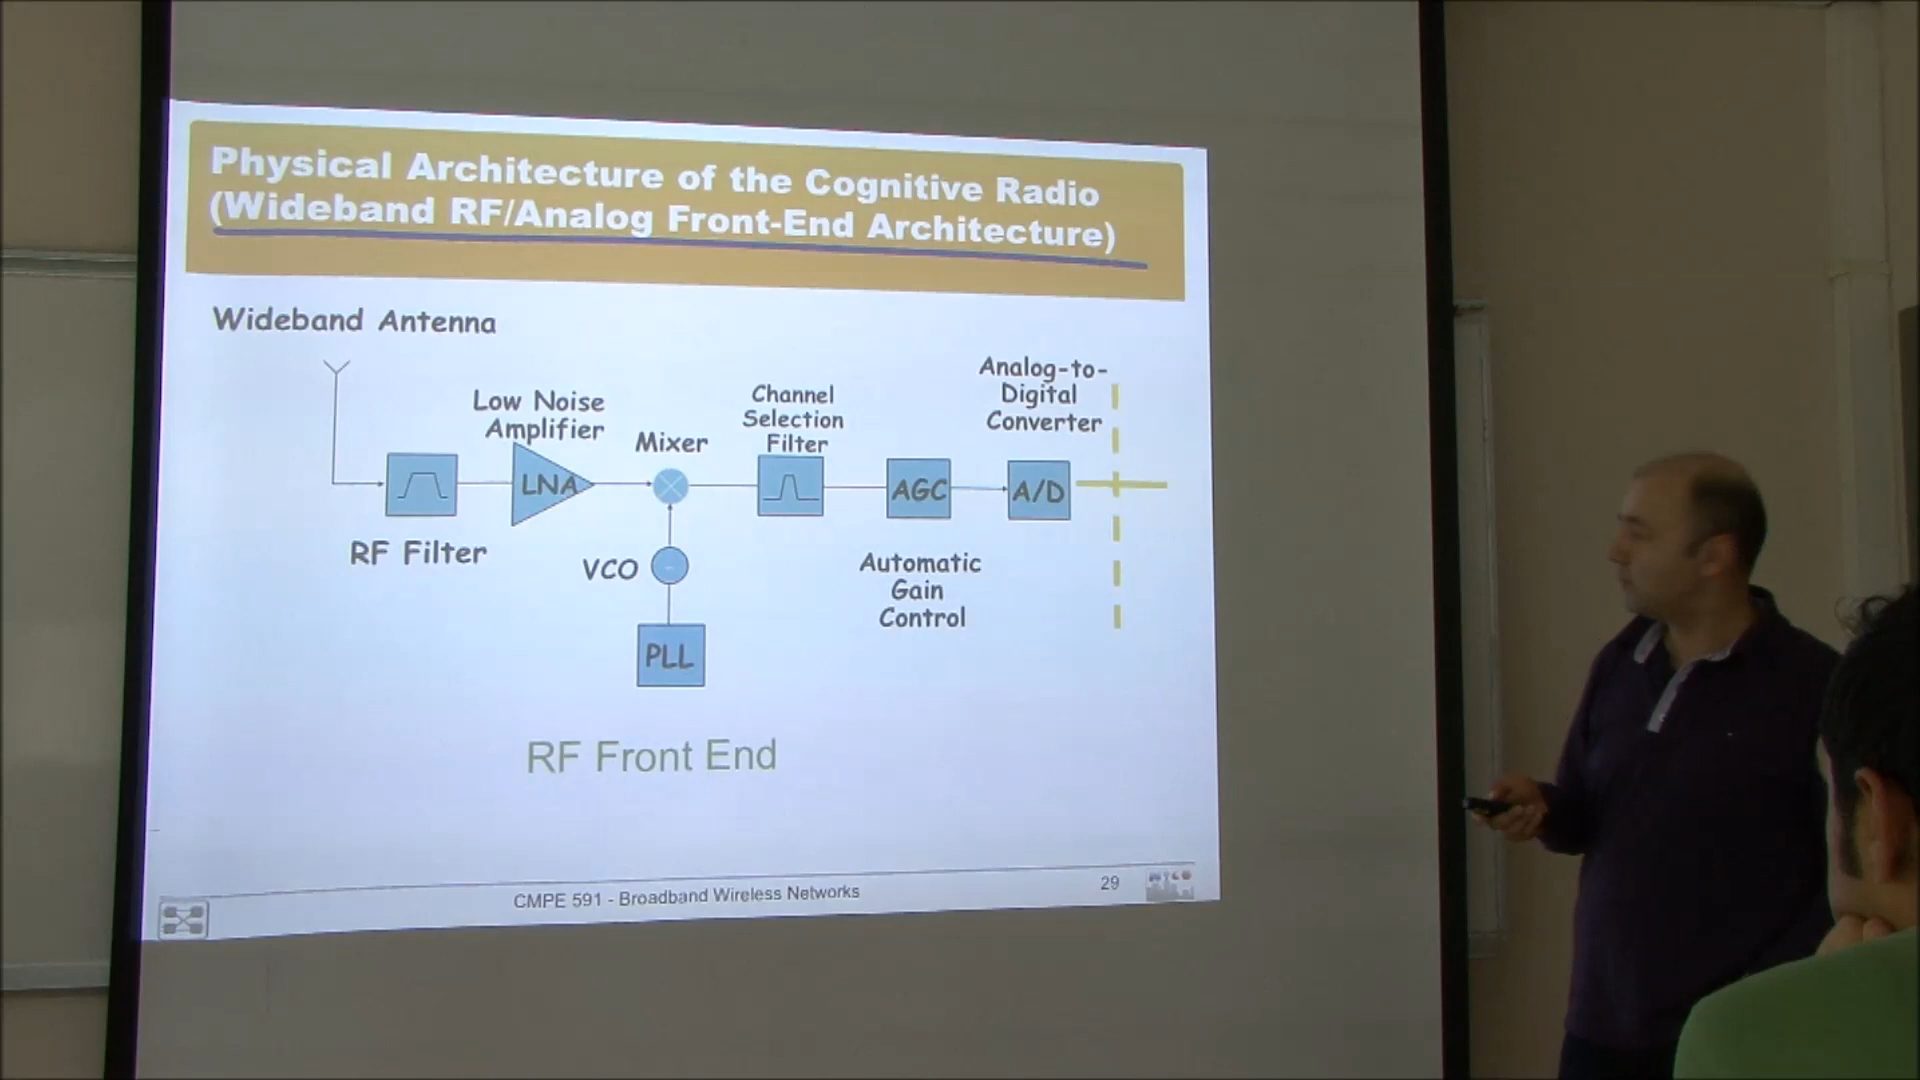 Physical Architecture of the Cognitive Radio
(Wideband RF/Analog Front-End Architecture)
Wideband Antenna
Low Noise
Amplifier
Mixer
Channel
Selection
Filter
Analog-to-
Digital
Converter
LNA
AGC
A/D
RF Filter
VCO
Automatic
Gain
Control
PLL
RF Front End
CMPE 591 - Broadband Wireless Networks
29